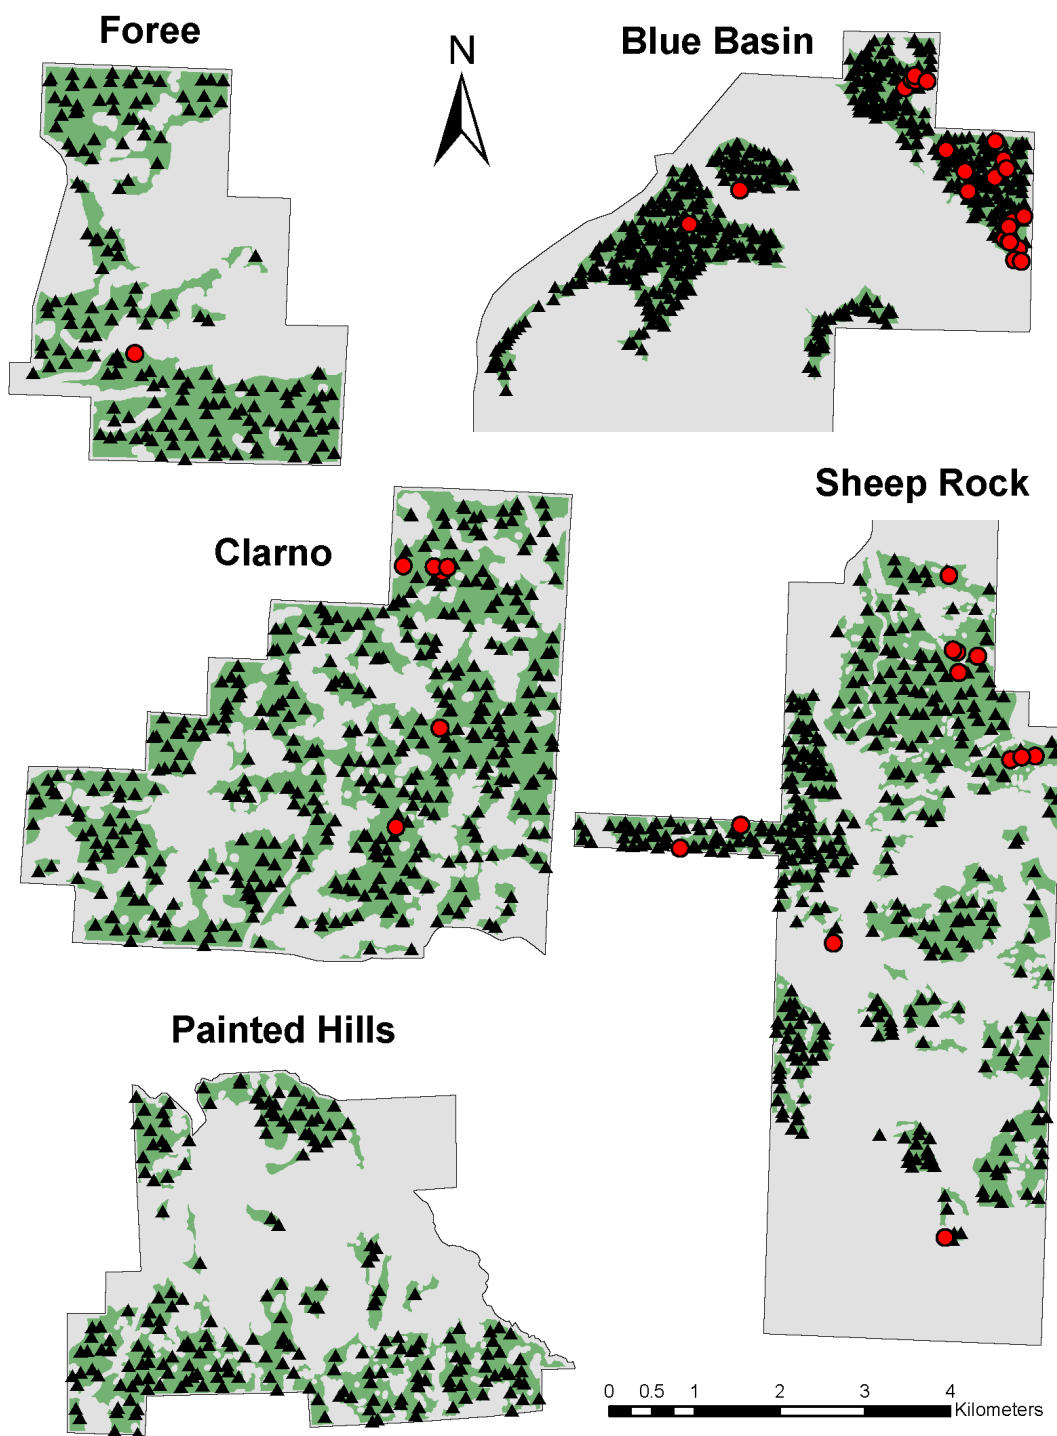 Foree
N
Blue Basin
Sheep Rock
Clarno
Painted Hills
0 0.5 1 2 3 4
Kilometers